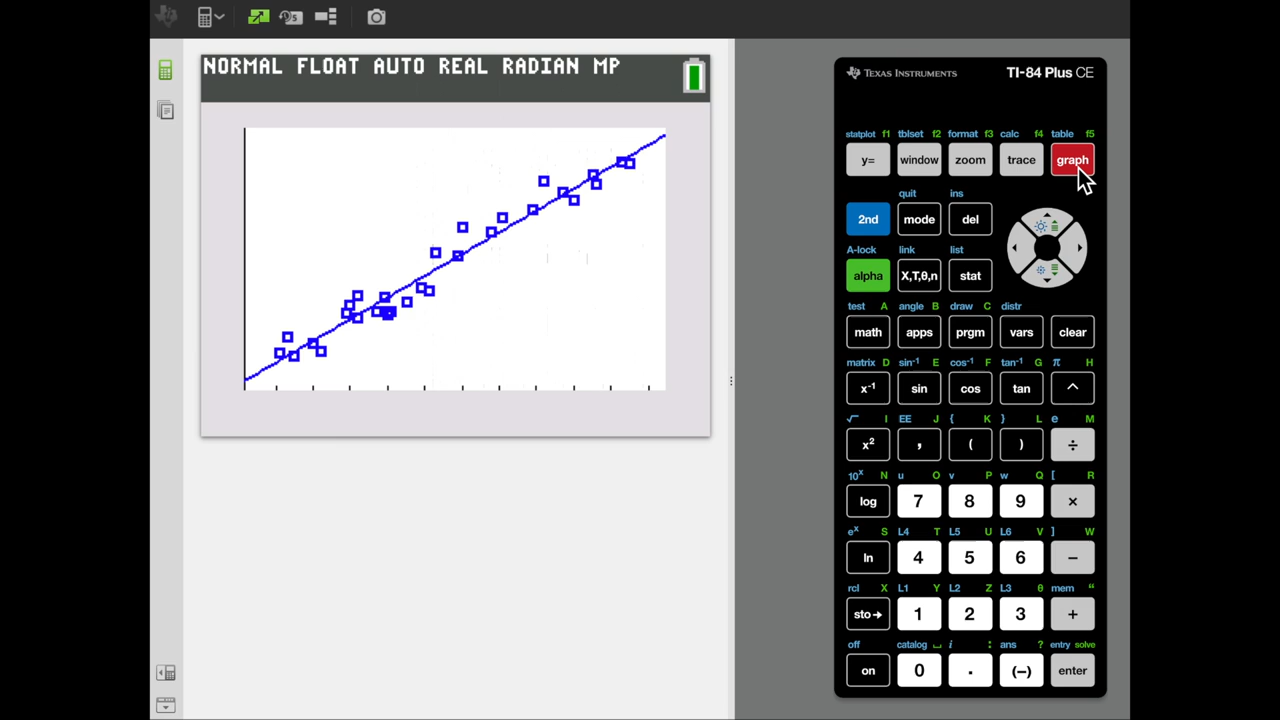 NORMAL FLOAT AUTO REAL RADIAN MP
TEXAS INSTRUMENTS TI-84 Plus CE
statplot f1 tblset f2 format f3 calc f4 table f5
y= window zoom trace graph
quit ins
2nd mode del
A-lock link list
alpha X,T,θ,n stat
test A angle B draw C distr
math apps prgm vars clear
matrix D sin⁻¹ E cos⁻¹ F tan⁻¹ G π H
x⁻¹ sin cos tan ^
√ I EE J { K } L e M
x² , ( ) ÷
10ˣ N u O v P w Q [ R
log 7 8 9 ×
eˣ S L4 T L5 U L6 V ] W
ln 4 5 6 −
rcl X L1 Y L2 Z L3 θ mem “
sto→ 1 2 3 +
off catalog ␣ i : ans ? entry solve
on 0 . (−) enter